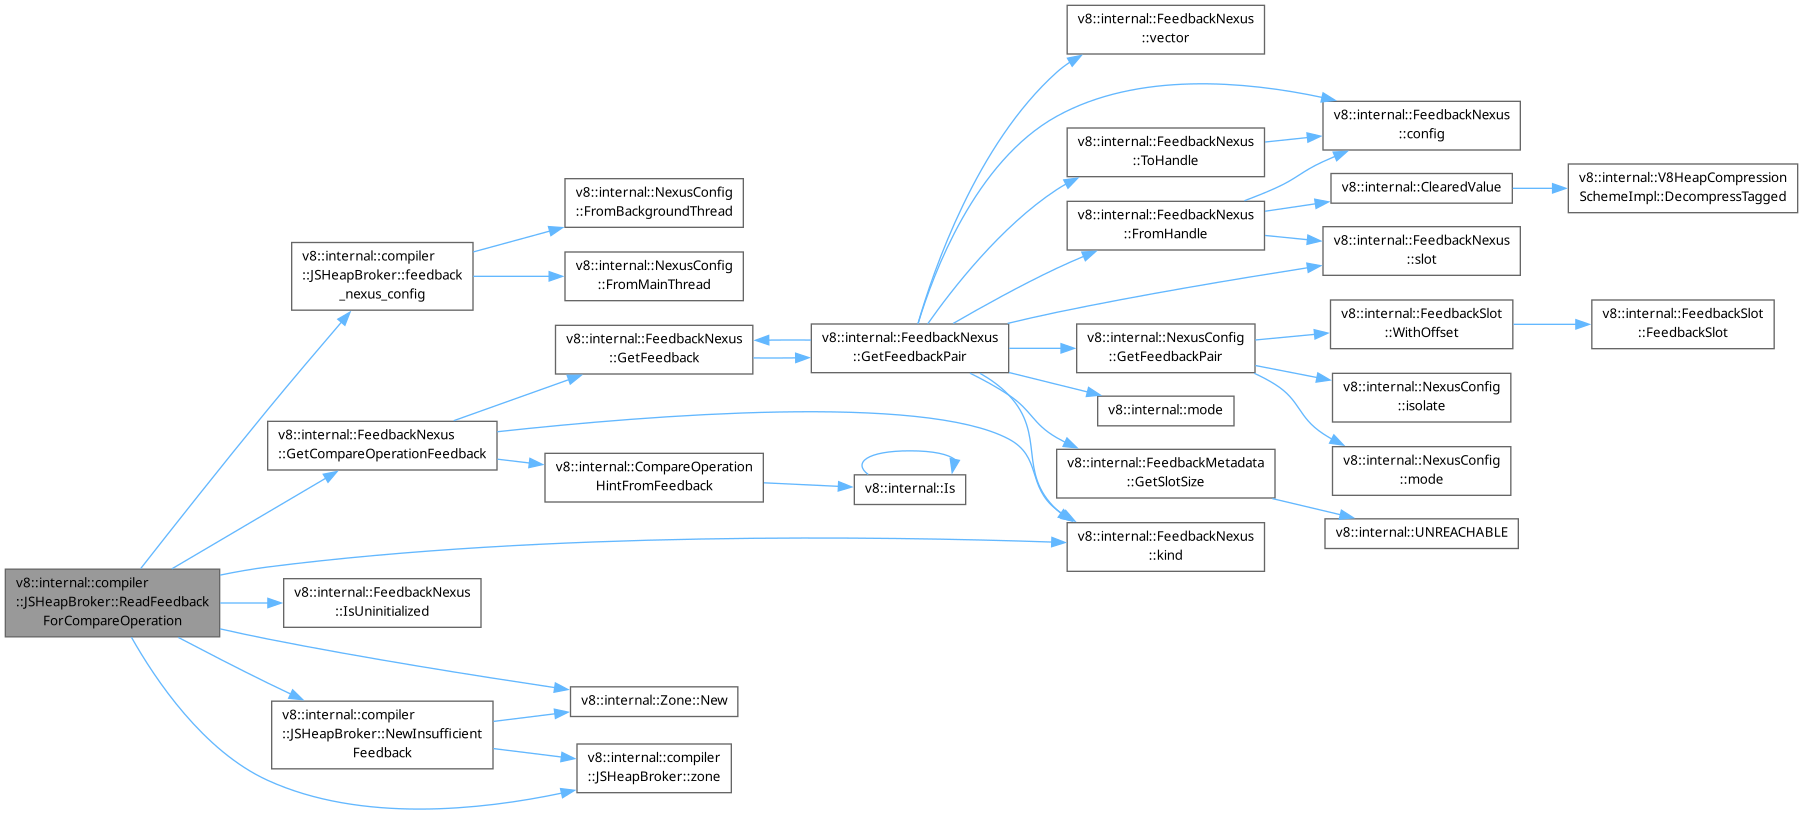 v8::internal::compiler
::JSHeapBroker::ReadFeedback
ForCompareOperation
v8::internal::compiler
::JSHeapBroker::feedback
_nexus_config
v8::internal::NexusConfig
::FromBackgroundThread
v8::internal::NexusConfig
::FromMainThread
v8::internal::FeedbackNexus
::GetCompareOperationFeedback
v8::internal::FeedbackNexus
::GetFeedback
v8::internal::FeedbackNexus
::GetFeedbackPair
v8::internal::FeedbackNexus
::vector
v8::internal::FeedbackNexus
::config
v8::internal::FeedbackNexus
::ToHandle
v8::internal::FeedbackNexus
::FromHandle
v8::internal::ClearedValue
v8::internal::V8HeapCompression
SchemeImpl::DecompressTagged
v8::internal::FeedbackNexus
::slot
v8::internal::NexusConfig
::GetFeedbackPair
v8::internal::FeedbackSlot
::WithOffset
v8::internal::FeedbackSlot
::FeedbackSlot
v8::internal::NexusConfig
::isolate
v8::internal::NexusConfig
::mode
v8::internal::mode
v8::internal::FeedbackMetadata
::GetSlotSize
v8::internal::UNREACHABLE
v8::internal::FeedbackNexus
::kind
v8::internal::CompareOperation
HintFromFeedback
v8::internal::Is
v8::internal::FeedbackNexus
::IsUninitialized
v8::internal::compiler
::JSHeapBroker::NewInsufficient
Feedback
v8::internal::Zone::New
v8::internal::compiler
::JSHeapBroker::zone